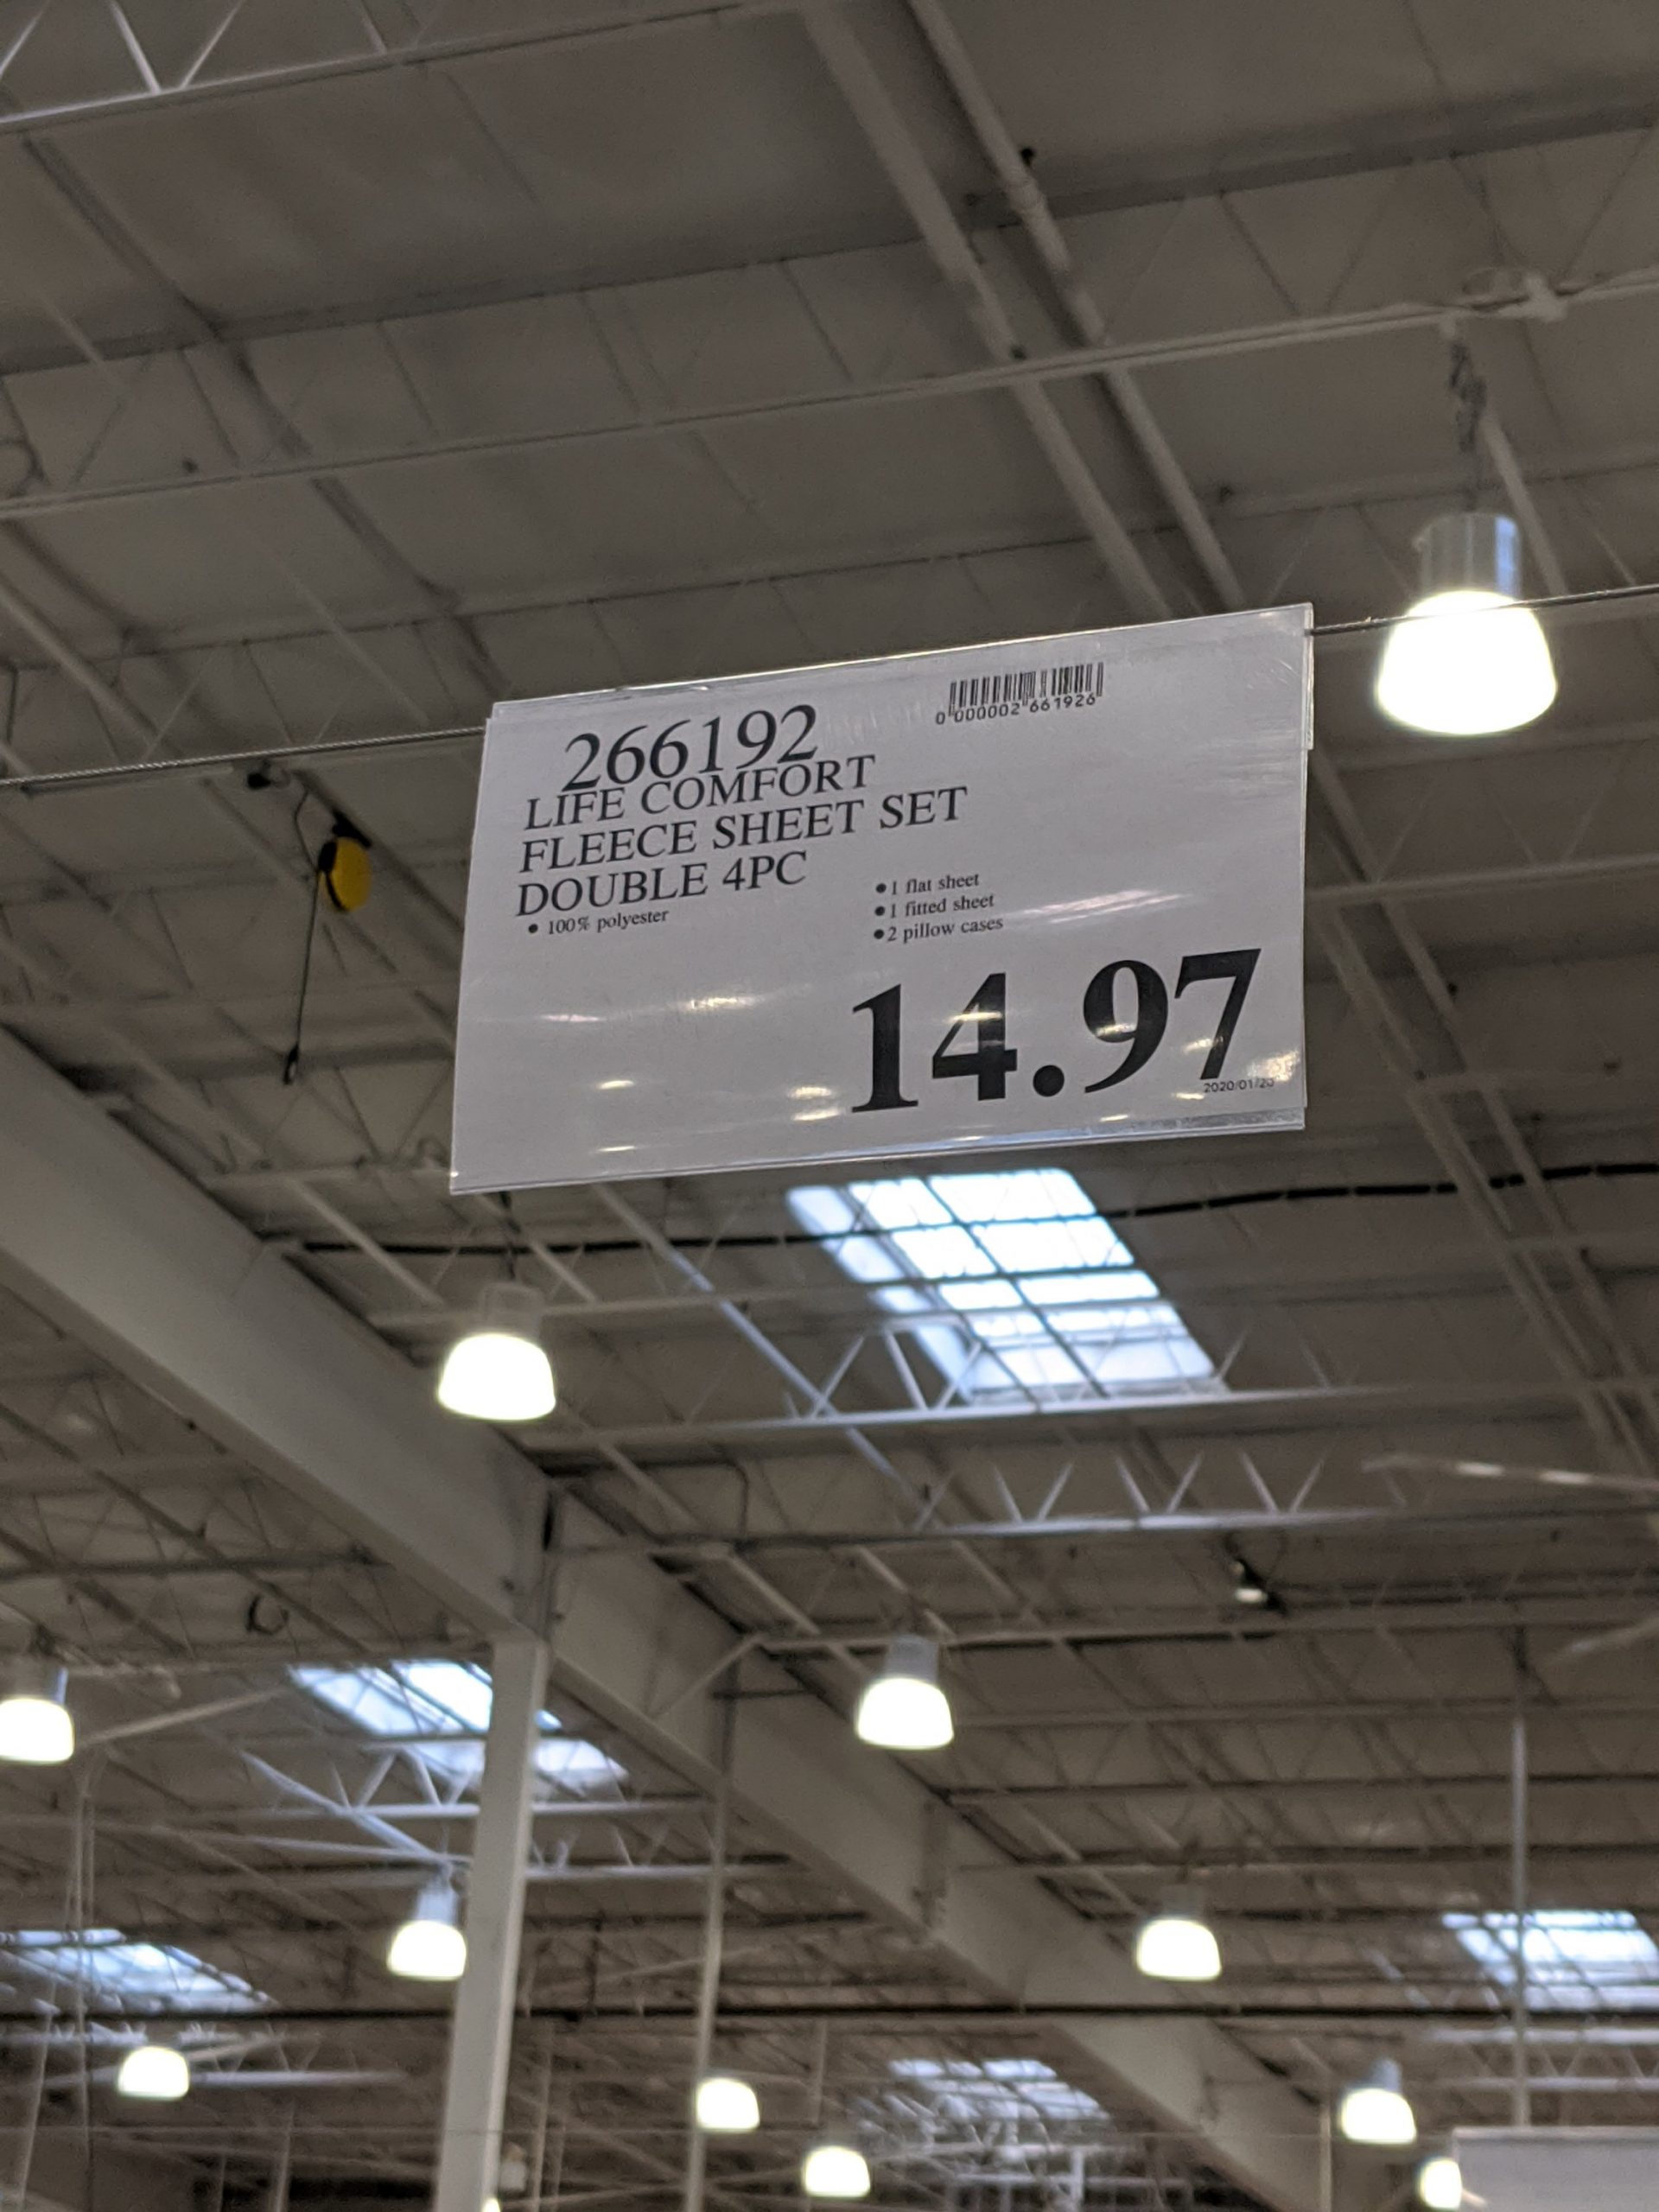 0 000002 661926
266192
LIFE COMFORT
FLEECE SHEET SET
DOUBLE 4PC
• 100% polyester
• 1 flat sheet
• 1 fitted sheet
• 2 pillow cases
14.97
2020/01/20